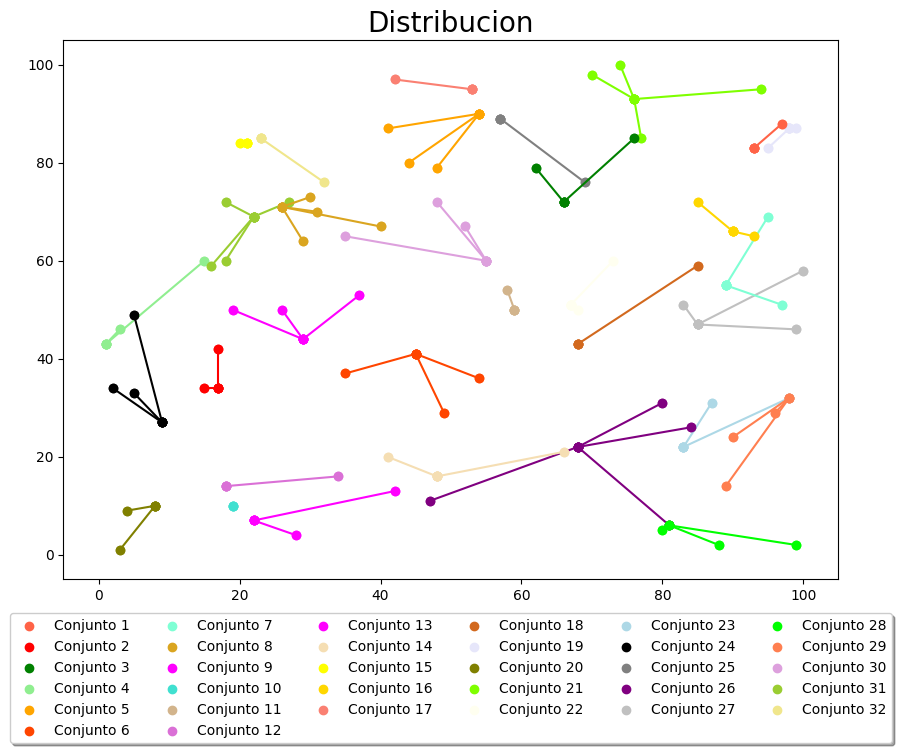 Distribucion
100
80
60
40
20
0
0 20 40 60 80 100
Conjunto 1 Conjunto 7 Conjunto 13 Conjunto 18 Conjunto 23 Conjunto 28
Conjunto 2 Conjunto 8 Conjunto 14 Conjunto 19 Conjunto 24 Conjunto 29
Conjunto 3 Conjunto 9 Conjunto 15 Conjunto 20 Conjunto 25 Conjunto 30
Conjunto 4 Conjunto 10 Conjunto 16 Conjunto 21 Conjunto 26 Conjunto 31
Conjunto 5 Conjunto 11 Conjunto 17 Conjunto 22 Conjunto 27 Conjunto 32
Conjunto 6 Conjunto 12